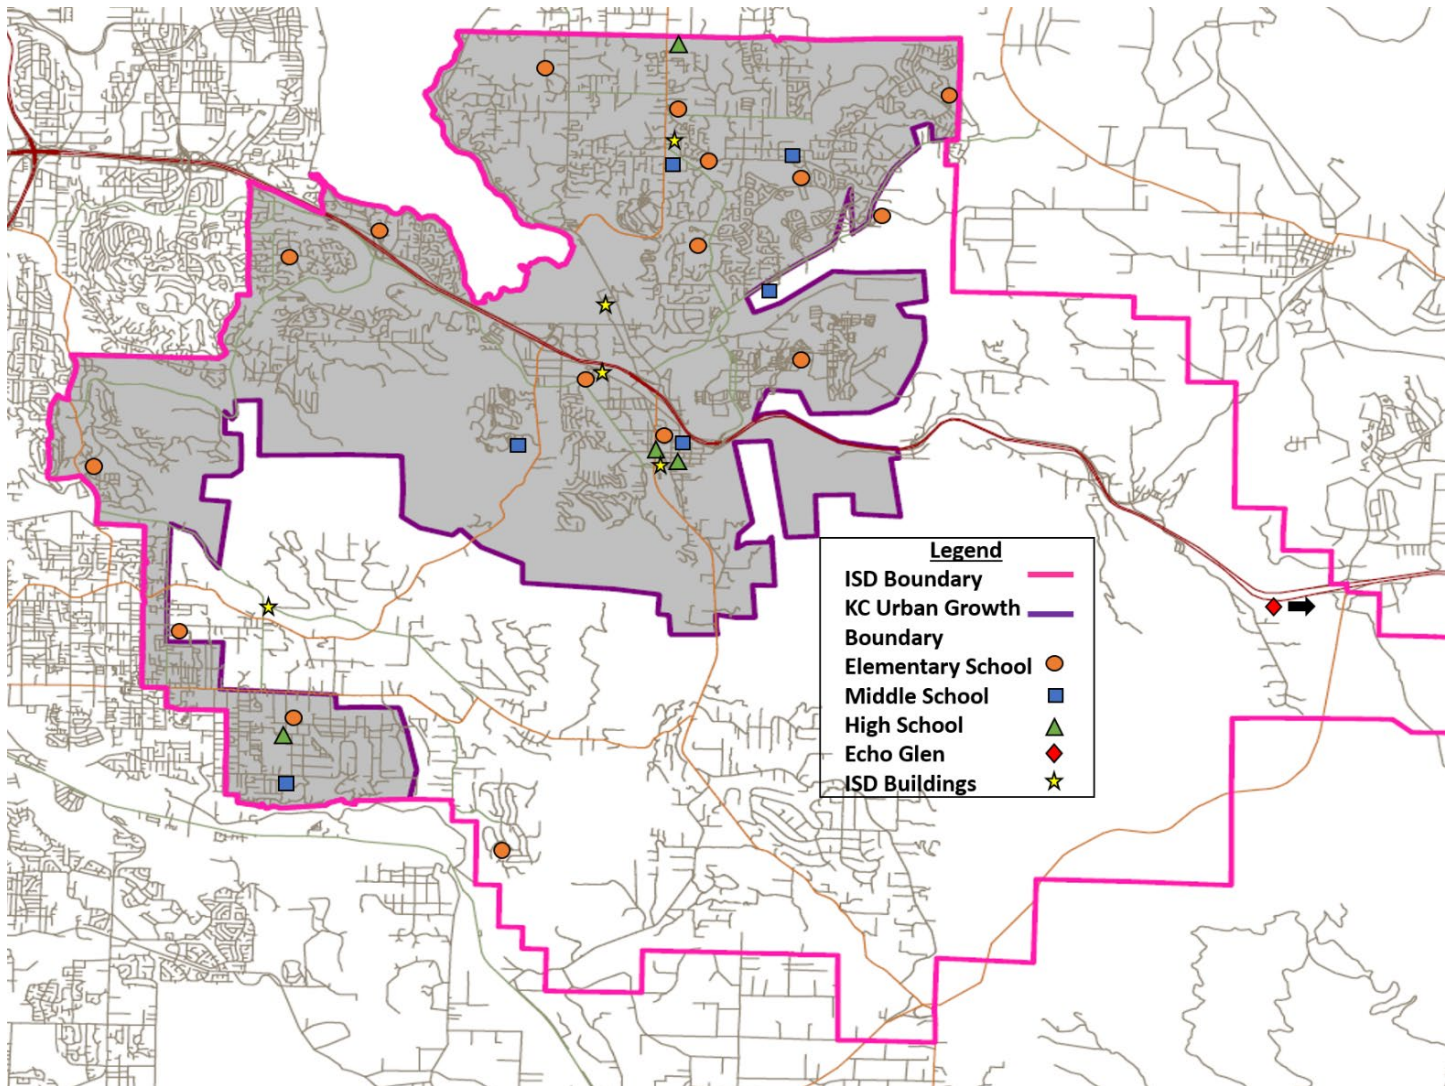 Legend
ISD Boundary
KC Urban Growth
Boundary
Elementary School
Middle School
High School
Echo Glen
ISD Buildings